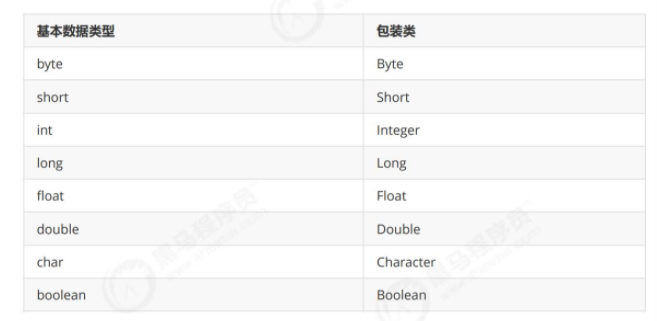 基本数据类型 包装类
byte Byte
short Short
int Integer
long Long
float Float
double Double
char Character
boolean Boolean
黑马程序员
黑马程序员